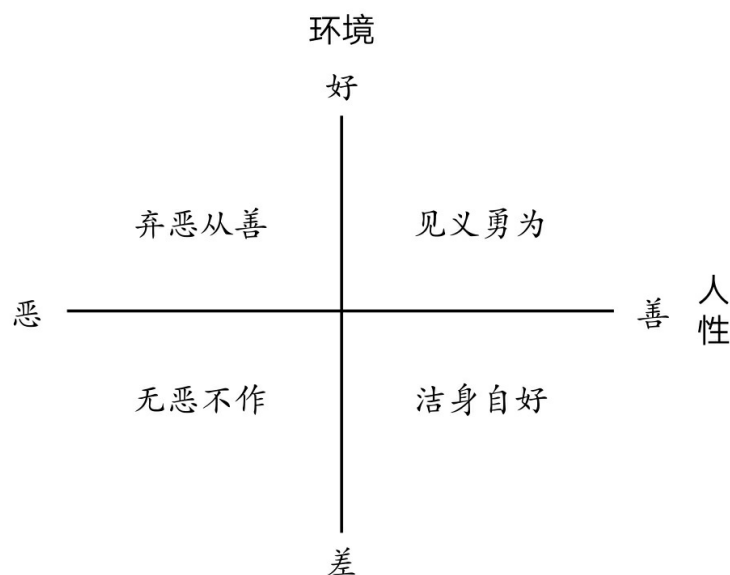 环境
好
弃恶从善 见义勇为
恶
善
人性
无恶不作 洁身自好
差